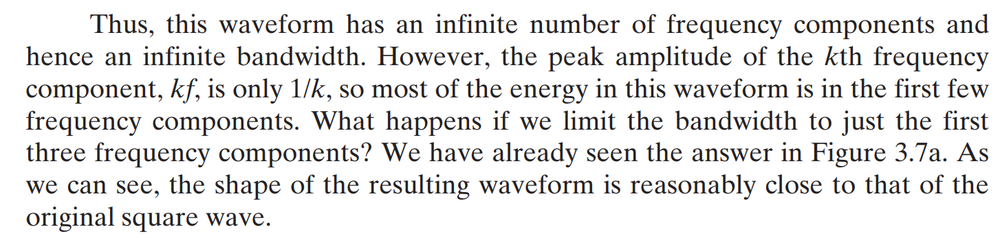 Thus, this waveform has an infinite number of frequency components and
hence an infinite bandwidth. However, the peak amplitude of the kth frequency
component, kf, is only 1/k, so most of the energy in this waveform is in the first few
frequency components. What happens if we limit the bandwidth to just the first
three frequency components? We have already seen the answer in Figure 3.7a. As
we can see, the shape of the resulting waveform is reasonably close to that of the
original square wave.